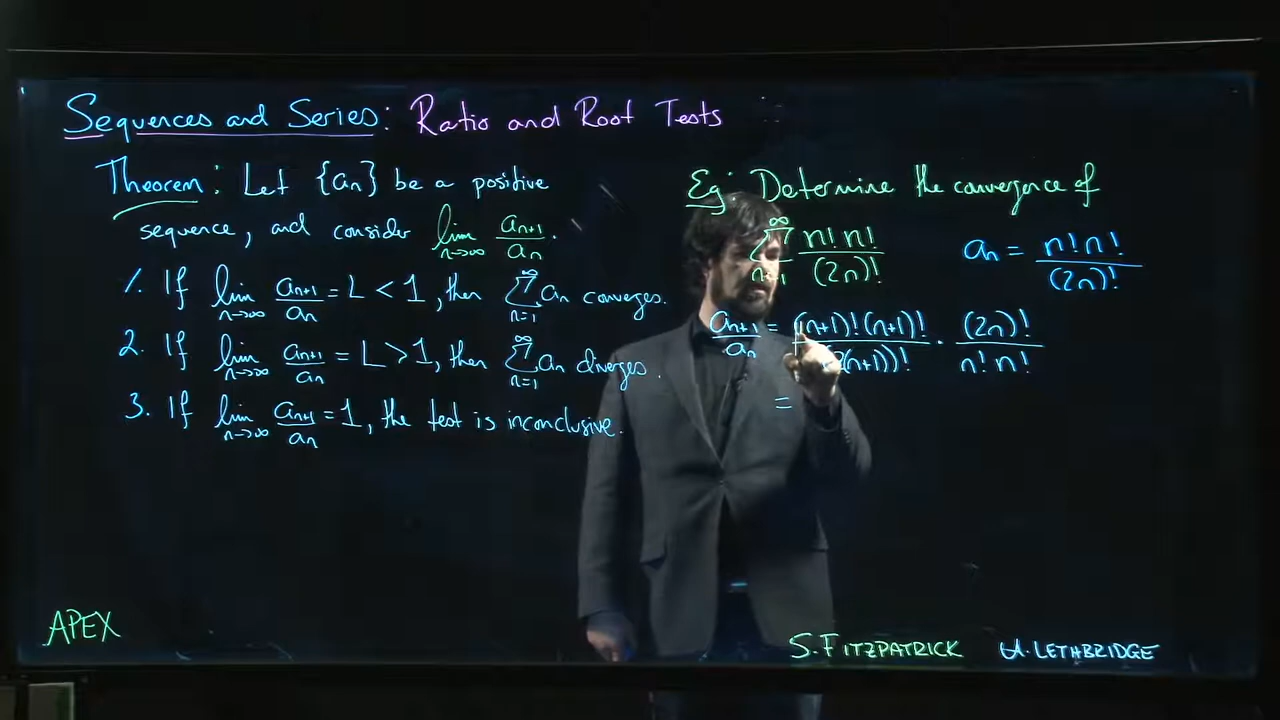 Sequences and Series: Ratio and Root Tests
Theorem: Let {aₙ} be a positive
sequence, and consider lim n→∞ aₙ₊₁/aₙ.
1. If lim n→∞ aₙ₊₁/aₙ = L < 1, then ∞ Σ n=1 aₙ converges.
2. If lim n→∞ aₙ₊₁/aₙ = L > 1, then ∞ Σ n=1 aₙ diverges.
3. If lim n→∞ aₙ₊₁/aₙ = 1, the test is inconclusive.
Eg: Determine the convergence of
∞ Σ n=1 n!n!/(2n)! aₙ = n!n!/(2n)!
aₙ₊₁/aₙ = (n+1)!(n+1)!/(2(n+1))! · (2n)!/n!n!
=
APEX
S. FITZPATRICK U. LETHBRIDGE